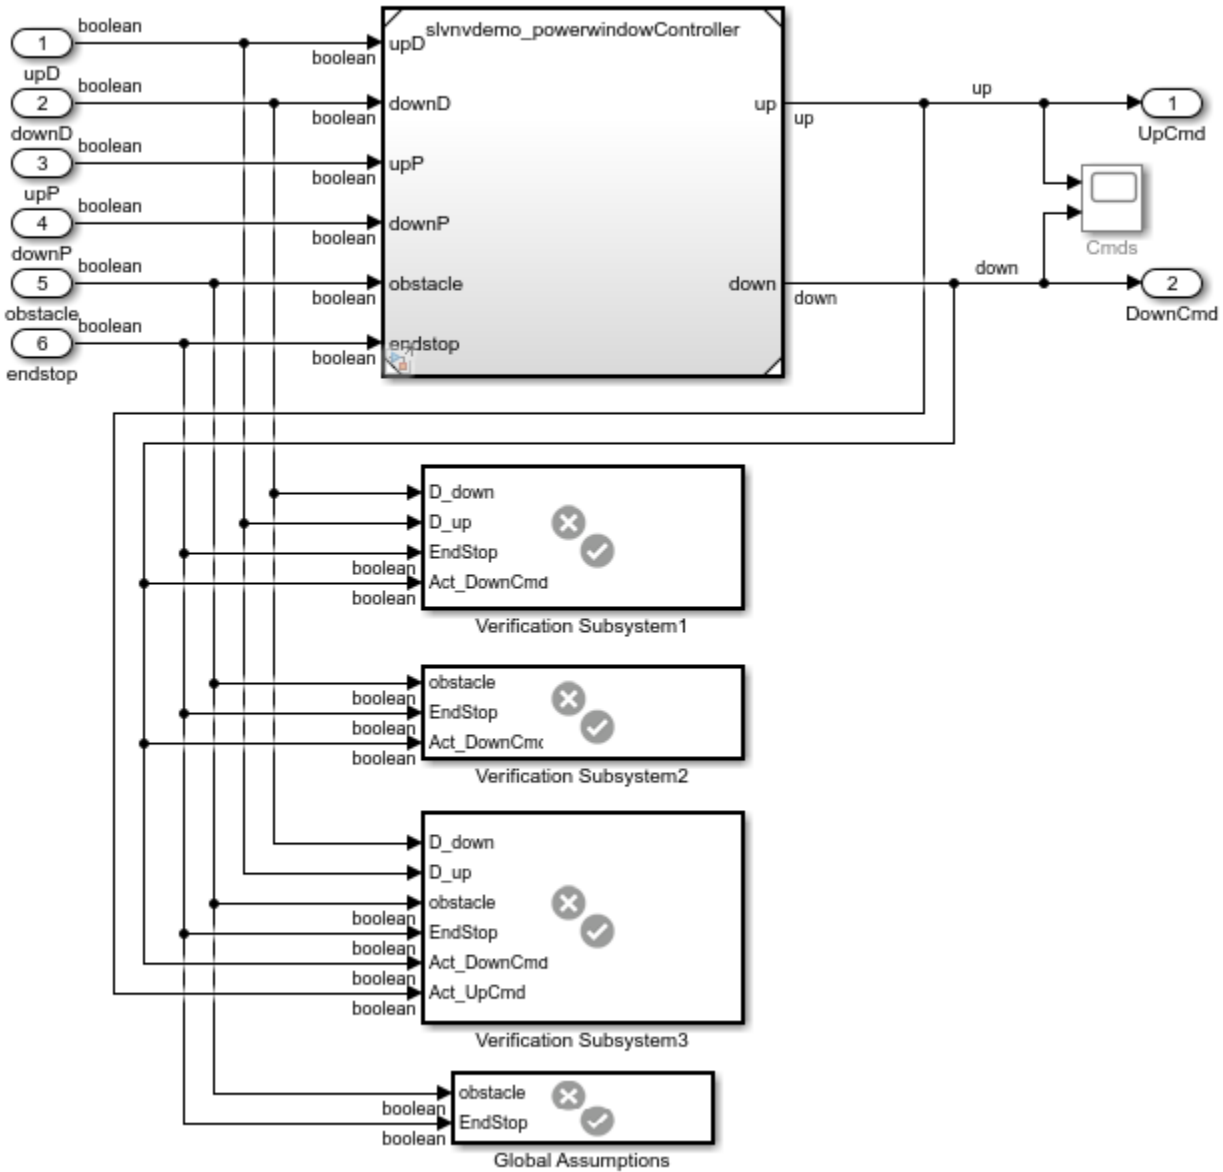 boolean
1
upD
boolean
2
downD
boolean
3
upP
boolean
4
downP
boolean
5
obstacle
boolean
6
endstop
slvnvdemo_powerwindowController
boolean
upD
boolean
downD
boolean
upP
boolean
downP
boolean
obstacle
boolean
endstop
up
up
up
1
UpCmd
Cmds
down
down
down
2
DownCmd
D_down
D_up
EndStop
boolean
Act_DownCmd
boolean
Verification Subsystem1
obstacle
boolean
EndStop
boolean
Act_DownCmd
boolean
Verification Subsystem2
D_down
D_up
obstacle
boolean
EndStop
boolean
Act_DownCmd
boolean
Act_UpCmd
boolean
Verification Subsystem3
obstacle
boolean
EndStop
boolean
Global Assumptions